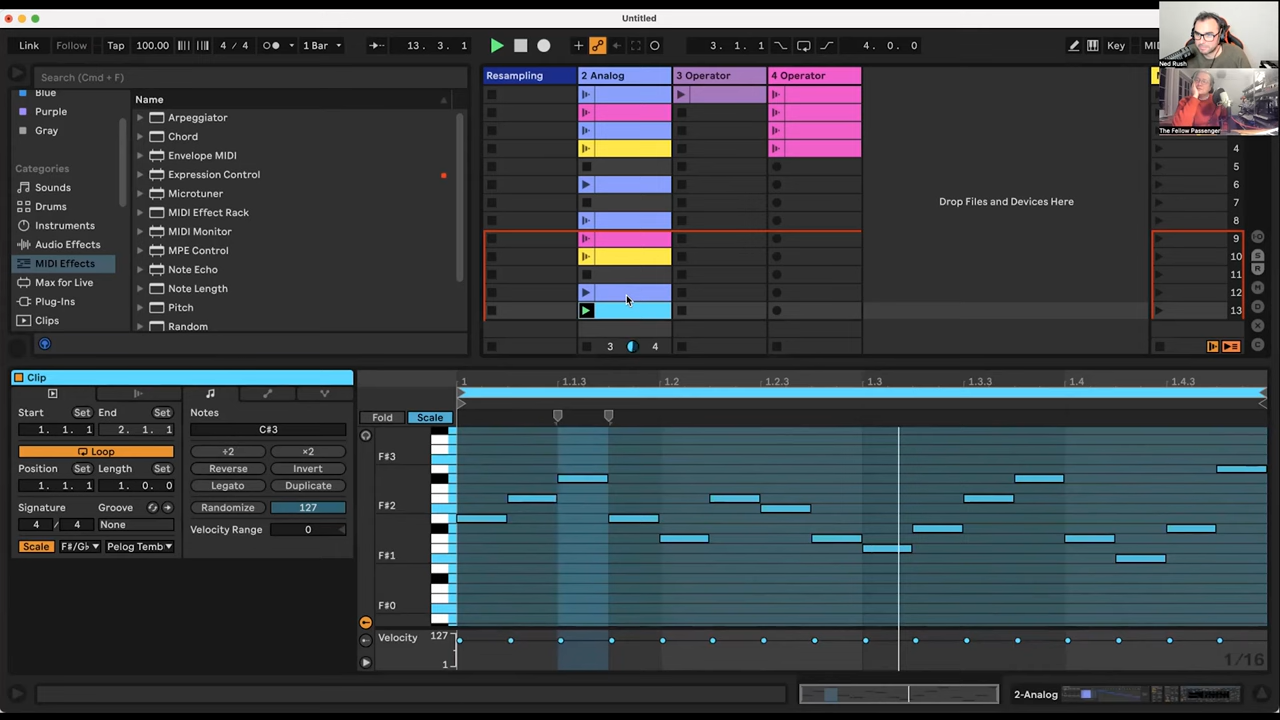 Untitled
Link Follow Tap 100.00 4 / 4 1 Bar 13. 3. 1 3. 1. 1 4. 0. 0 Key
Ned Rush
The Fellow Passenger
Search (Cmd + F)
Blue
Purple
Gray
Categories
Sounds
Drums
Instruments
Audio Effects
MIDI Effects
Max for Live
Plug-Ins
Clips
Name
Arpeggiator
Chord
Envelope MIDI
Expression Control
Microtuner
MIDI Effect Rack
MIDI Monitor
MPE Control
Note Echo
Note Length
Pitch
Random
Resampling 2 Analog 3 Operator 4 Operator
Drop Files and Devices Here
4
5
6
7
8
9
10
11
12
13
3 4
Clip
Start Set End Set
1. 1. 1 2. 1. 1
Loop
Position Set Length Set
1. 1. 1 1. 0. 0
Signature Groove
4 / 4 None
Scale F#/G♭ Pelog Temb
Notes
C#3
÷2 ×2
Reverse Invert
Legato Duplicate
Randomize 127
Velocity Range 0
Fold Scale
1 1.1.3 1.2 1.2.3 1.3 1.3.3 1.4 1.4.3
F#3
F#2
F#1
F#0
Velocity 127
1
1/16
2-Analog